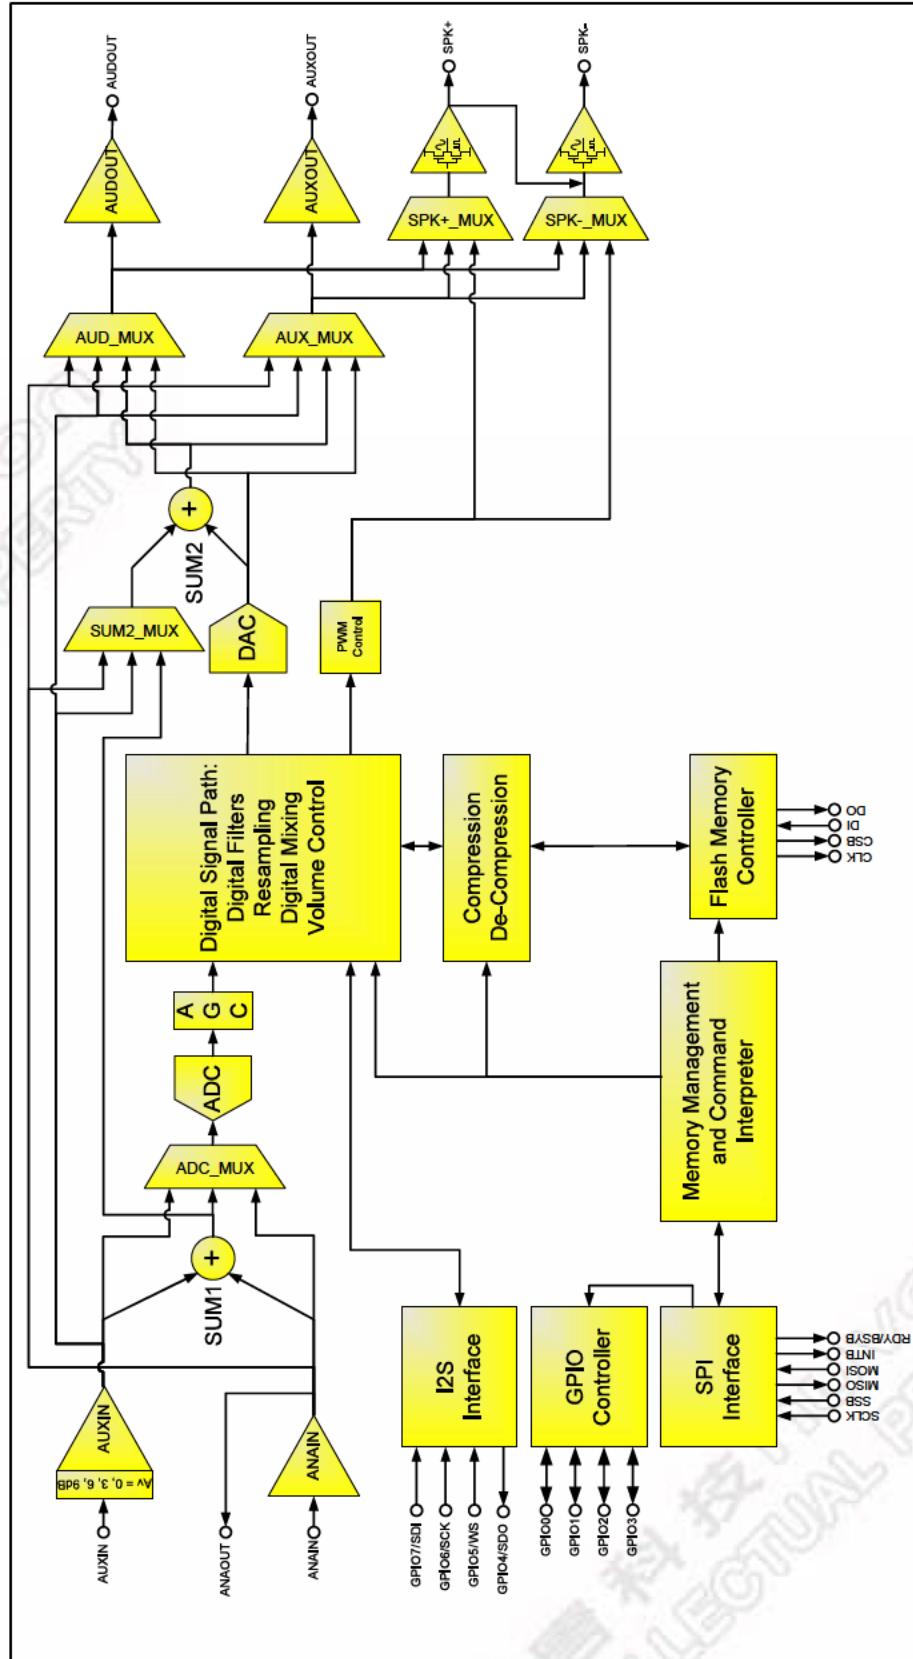 AUDOUT
AUXOUT
SPK+
SPK-
AUDOUT
AUXOUT
SPK+_MUX
SPK-_MUX
AUD_MUX
AUX_MUX
+
SUM2
SUM2_MUX
DAC
PWM
Control
Digital Signal Path:
Digital Filters
Resampling
Digital Mixing
Volume Control
Compression
De-Compression
Flash Memory
Controller
DO
DI
CSB
CLK
A
G
C
ADC
ADC_MUX
+
SUM1
Memory Management
and Command
Interpreter
I2S
Interface
GPIO
Controller
SPI
Interface
RDY/BSYB
INTB
MOSI
MISO
SSB
SCLK
AUXIN
Av = 0, 3, 6, 9dB
ANAIN
AUXIN
ANAOUT
ANAIN
GPIO7/SDI
GPIO6/SCK
GPIO5/WS
GPIO4/SDO
GPIO0
GPIO1
GPIO2
GPIO3
科技
PERTY